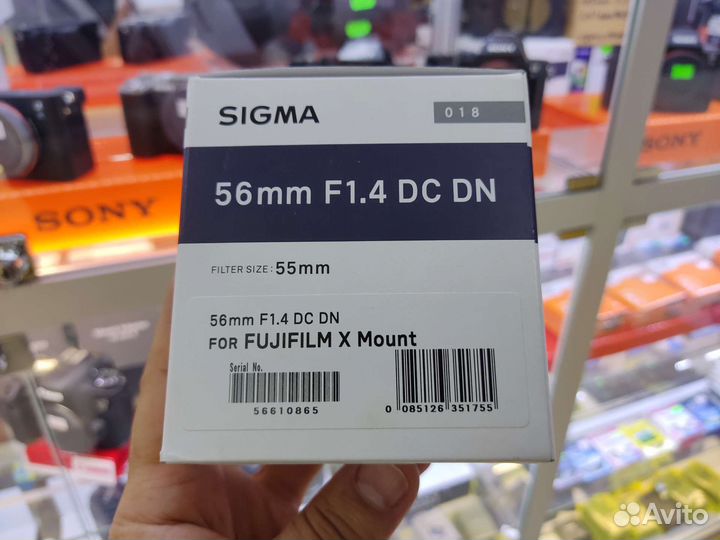 SIGMA
018
56mm F1.4 DC DN
FILTER SIZE: 55mm
56mm F1.4 DC DN
FOR FUJIFILM X Mount
Serial No.
56610865
0 085126 351755
SONY
SONY
SONY
Avito